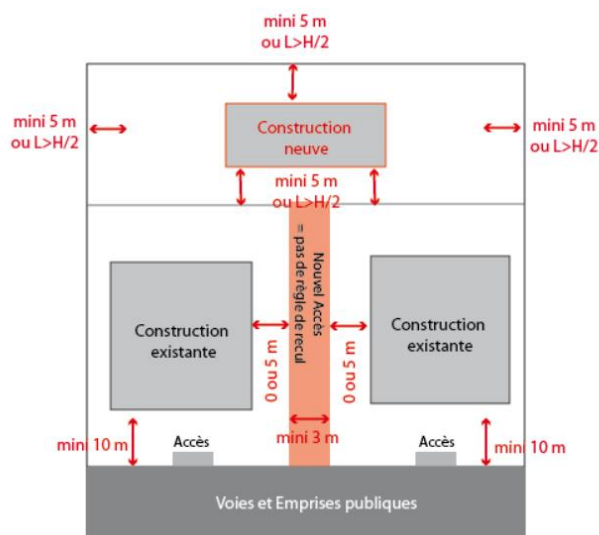 mini 5 m
ou L>H/2
mini 5 m
ou L>H/2
Construction
neuve
mini 5 m
ou L>H/2
mini 5 m
ou L>H/2
Nouvel Accès
= pas de règle de recul
Construction
existante
0 ou 5 m
0 ou 5 m
Construction
existante
mini 10 m
Accès
mini 3 m
Accès
mini 10 m
Voies et Emprises publiques